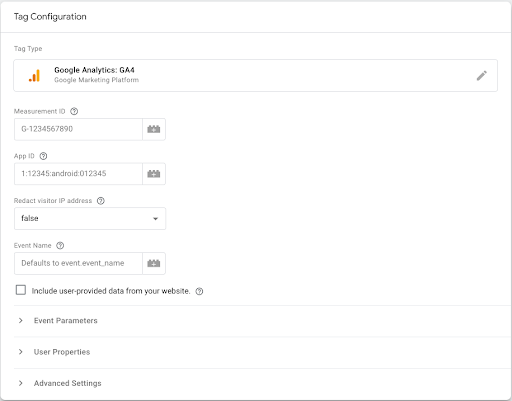 Tag Configuration
Tag Type
Google Analytics: GA4
Google Marketing Platform
Measurement ID
G-1234567890
App ID
1:12345:android:012345
Redact visitor IP address
false
Event Name
Defaults to event.event_name
Include user-provided data from your website.
Event Parameters
User Properties
Advanced Settings